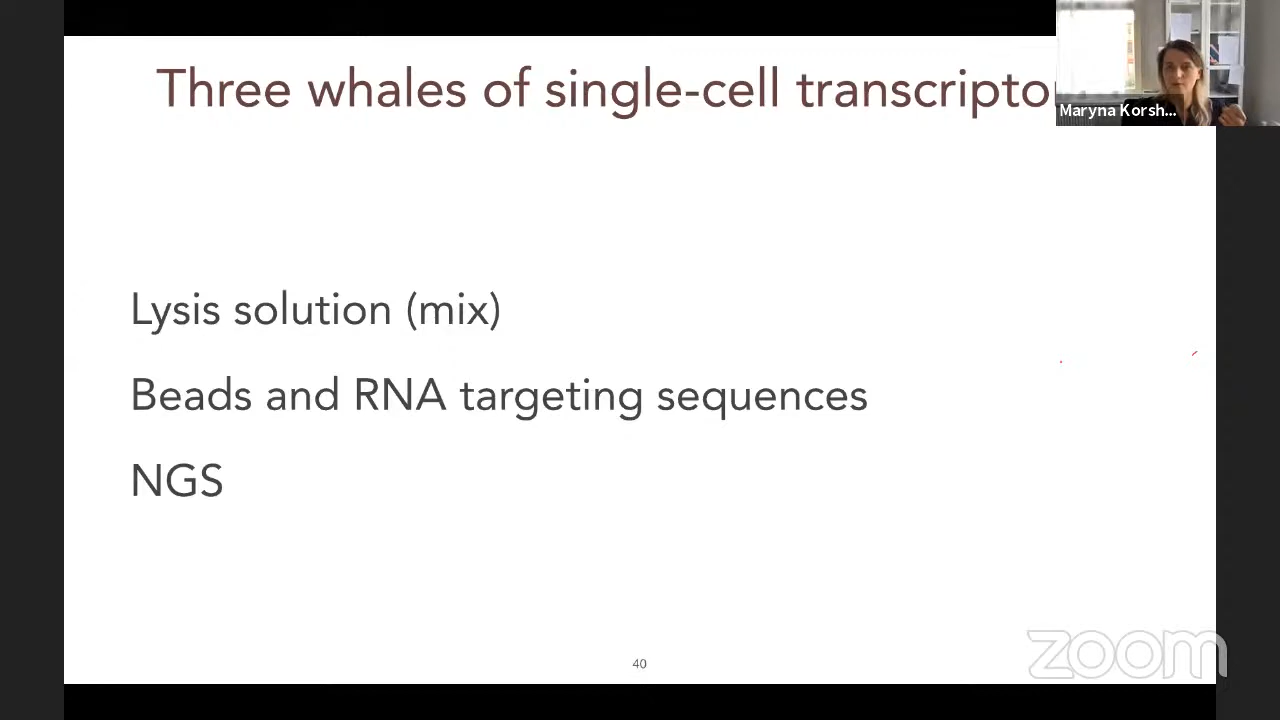 Three whales of single-cell transcripto
Maryna Korsh...
Lysis solution (mix)
Beads and RNA targeting sequences
NGS
40
zoom